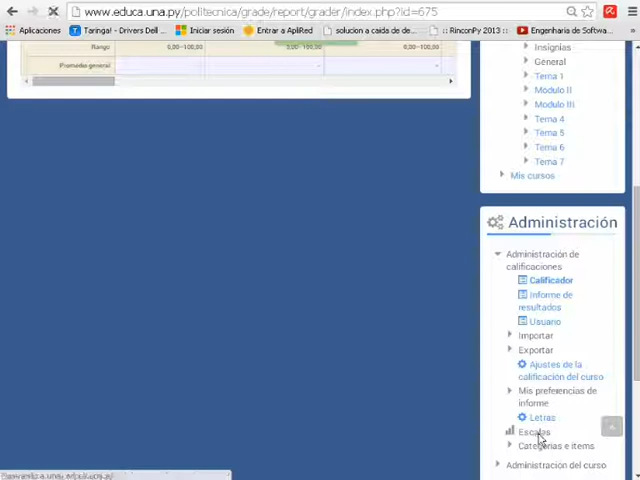 www.educa.una.py/politecnica/grade/report/grader/index.php?id=675
Aplicaciones
Taringa! - Drivers Dell ...
Iniciar sesión
Entrar a AplíRed
solucion a caida de de...
:: RinconPy 2013 ::
Engenharia de Softwa...
Rango
0,00-100,00
0,00-100,00
0,00-100,00
Promedio general
-
-
Insignias
General
Tema 1
Modulo II
Modulo III
Tema 4
Tema 5
Tema 6
Tema 7
Mis cursos
Administración
Administración de
calificaciones
Calificador
Informe de
resultados
Usuario
Importar
Exportar
Ajustes de la
calificación del curso
Mis preferencias de
informe
Letras
Escalas
Categorías e ítems
Administración del curso